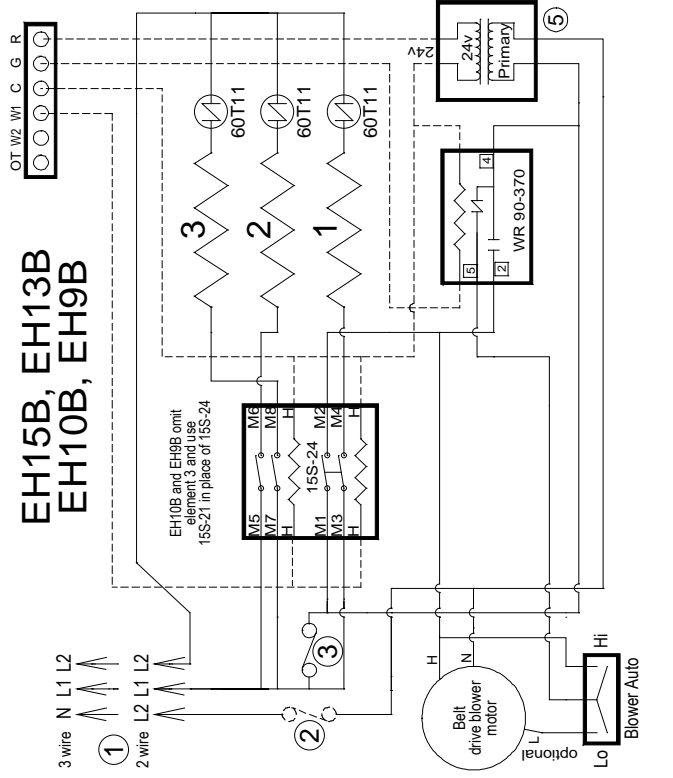 EH15B, EH13B
EH10B, EH9B
OT W2 W1 C G R
3 wire N L1 L2
1
2 wire L2 L1 L2
EH10B and EH9B omit
element 3 and use
15S-21 in place of 15S-24
3
60T11
2
60T11
1
60T11
M5 M6
M7 M8
H H
15S-24
M1 M2
M3 M4
H H
3
2
24v
24v
Primary
5
4
5
2
WR 90-370
H
N
Belt
drive blower
motor
L
optional
Lo Hi
Blower Auto